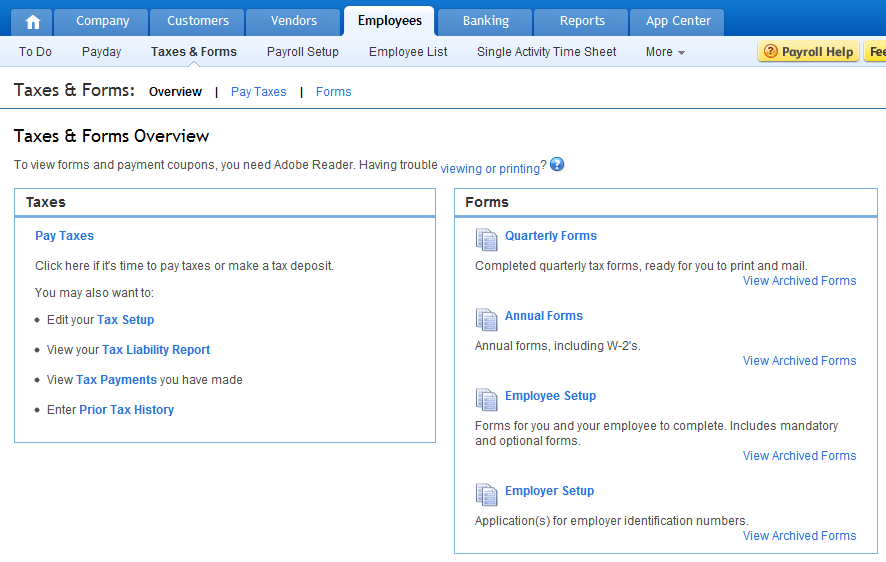 Company Customers Vendors Employees Banking Reports App Center
To Do Payday Taxes & Forms Payroll Setup Employee List Single Activity Time Sheet More ? Payroll Help Fee
Taxes & Forms: Overview | Pay Taxes | Forms
Taxes & Forms Overview
To view forms and payment coupons, you need Adobe Reader. Having trouble viewing or printing? ?
Taxes
Pay Taxes
Click here if it's time to pay taxes or make a tax deposit.
You may also want to:
• Edit your Tax Setup
• View your Tax Liability Report
• View Tax Payments you have made
• Enter Prior Tax History
Forms
Quarterly Forms
Completed quarterly tax forms, ready for you to print and mail.
View Archived Forms
Annual Forms
Annual forms, including W-2's.
View Archived Forms
Employee Setup
Forms for you and your employee to complete. Includes mandatory
and optional forms.
View Archived Forms
Employer Setup
Application(s) for employer identification numbers.
View Archived Forms